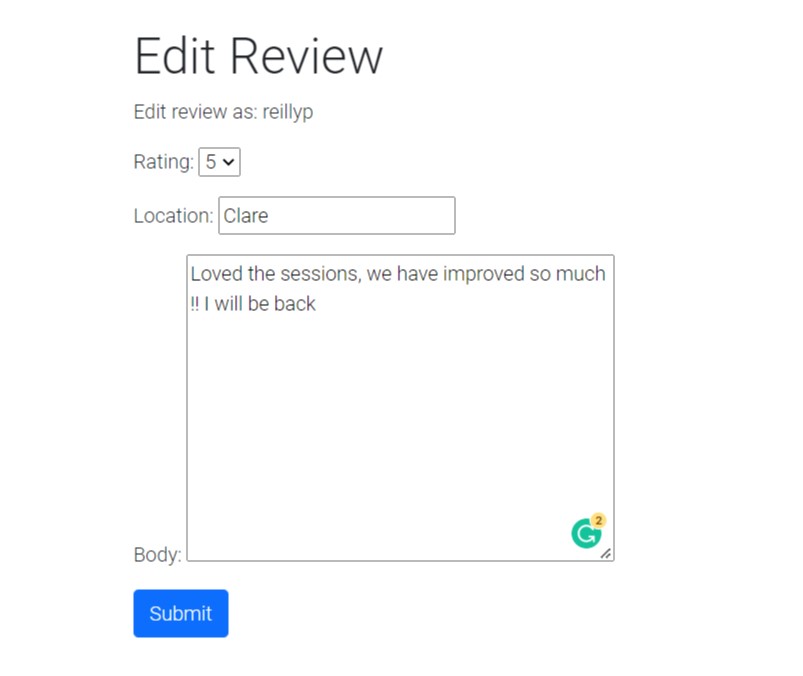 Edit Review
Edit review as: reillyp
Rating: 5
Location: Clare
Loved the sessions, we have improved so much
!! I will be back
2
Body:
Submit